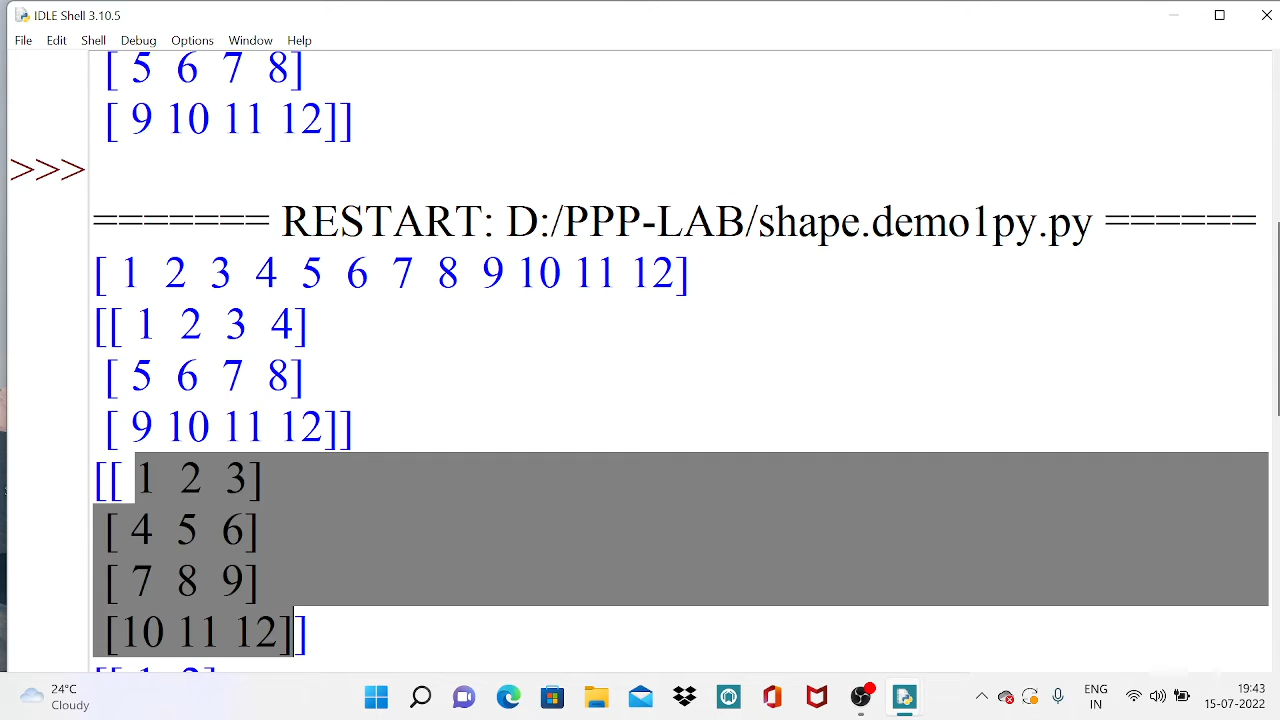 IDLE Shell 3.10.5
File Edit Shell Debug Options Window Help
[ 5 6 7 8]
[ 9 10 11 12]]
>>>
======= RESTART: D:/PPP-LAB/shape.demo1py.py ======
[ 1 2 3 4 5 6 7 8 9 10 11 12]
[[ 1 2 3 4]
[ 5 6 7 8]
[ 9 10 11 12]]
[[ 1 2 3]
[ 4 5 6]
[ 7 8 9]
[10 11 12]]
[[ 1 2]
24°C
Cloudy
ENG
IN
19:43
15-07-2022